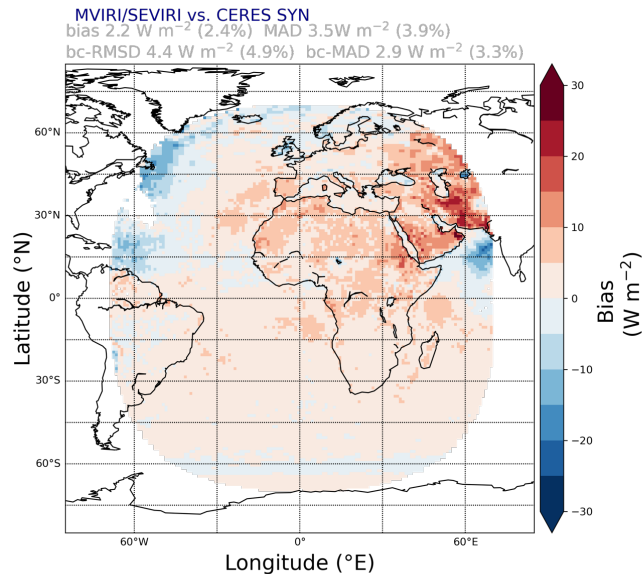 MVIRI/SEVIRI vs. CERES SYN
bias 2.2 W m⁻² (2.4%)  MAD 3.5W m⁻² (3.9%)
bc-RMSD 4.4 W m⁻² (4.9%)  bc-MAD 2.9 W m⁻² (3.3%)
60°N
30°N
0°
30°S
60°S
Latitude (°N)
60°W
0°
60°E
Longitude (°E)
30
20
10
0
−10
−20
−30
Bias
(W m⁻²)